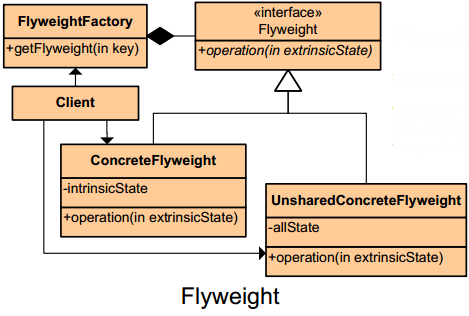 FlyweightFactory
+getFlyweight(in key)
«interface»
Flyweight
+operation(in extrinsicState)
Client
ConcreteFlyweight
-intrinsicState
+operation(in extrinsicState)
UnsharedConcreteFlyweight
-allState
+operation(in extrinsicState)
Flyweight